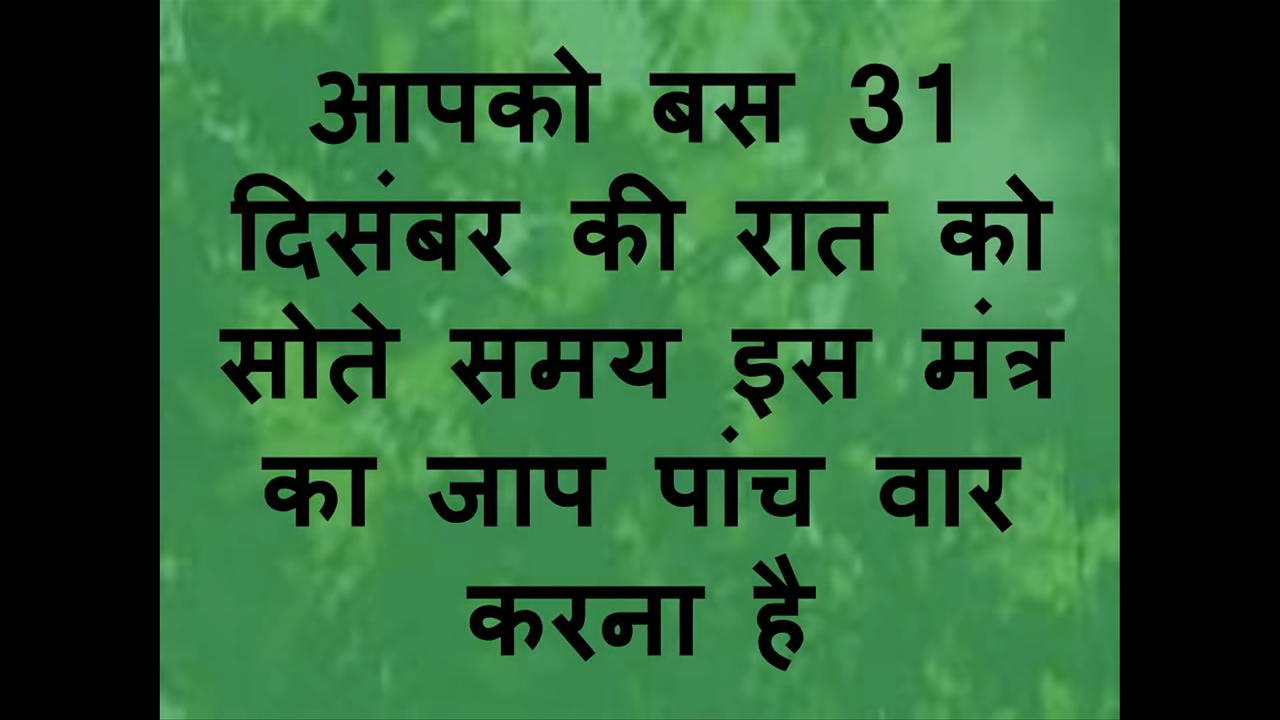 आपको बस 31
दिसंबर की रात को
सोते समय इस मंत्र
का जाप पांच वार
करना है